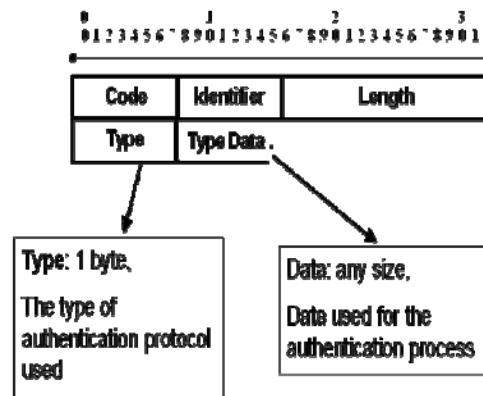 0 1 2 3
0 1 2 3 4 5 6 7 8 9 0 1 2 3 4 5 6 7 8 9 0 1 2 3 4 5 6 7 8 9 0 1
Code Identifier Length
Type Type Data .
Type: 1 byte,
The type of
authentication protocol
used
Data: any size,
Data used for the
authentication process